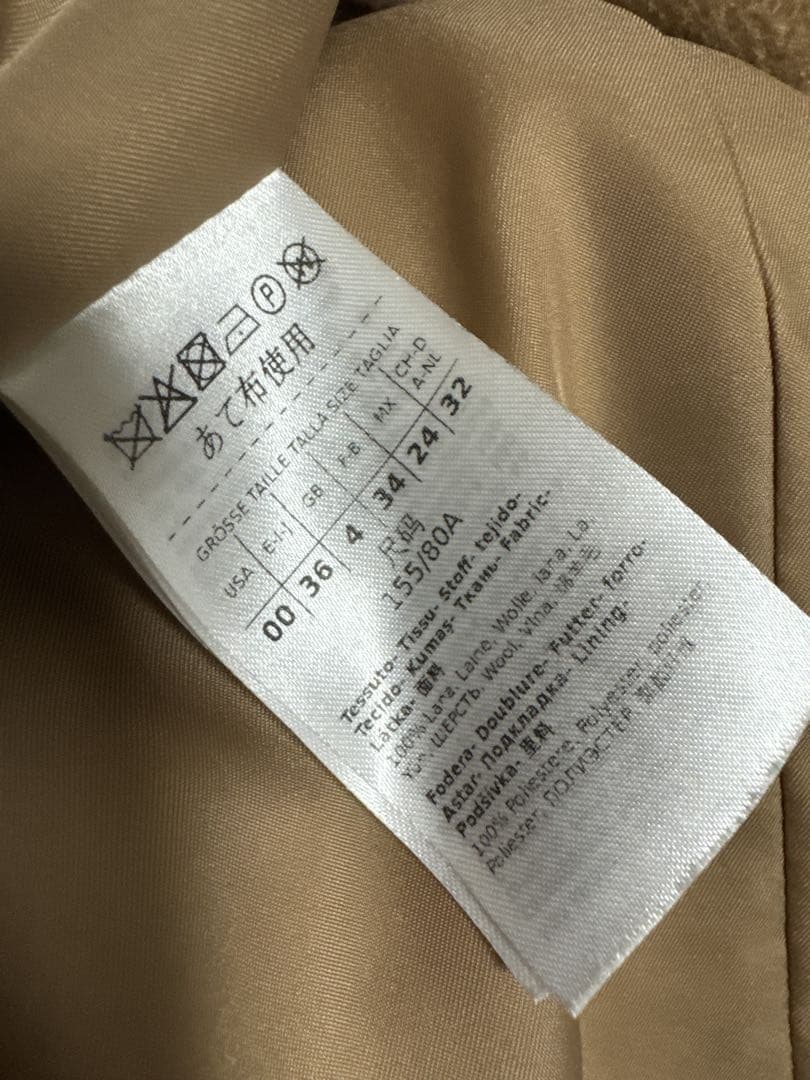 P W
あて布使用
GRÖSSE TAILLE TALLA SIZE TAGLIA
USA E-I-J GB F-B MX CH-D A-NL
00 36 4 34 24 32
尺码
155/80A
Tessuto- Tissu- Stoff- tejido-
Tecido- Kumaş- Ткань- Fabric-
Látka- 面料
100% Lana, Laine, Wolle, lana, La,
Yün, ШЕРСТЬ, Wool, Vlna, 绵羊毛
Fodera- Doublure- Futter- forro-
Astar- Подкладка- Lining-
Podšívka- 里料
100% Poliestere, Polyester, poliester,
Poliester, ПОЛИЭСТЕР,